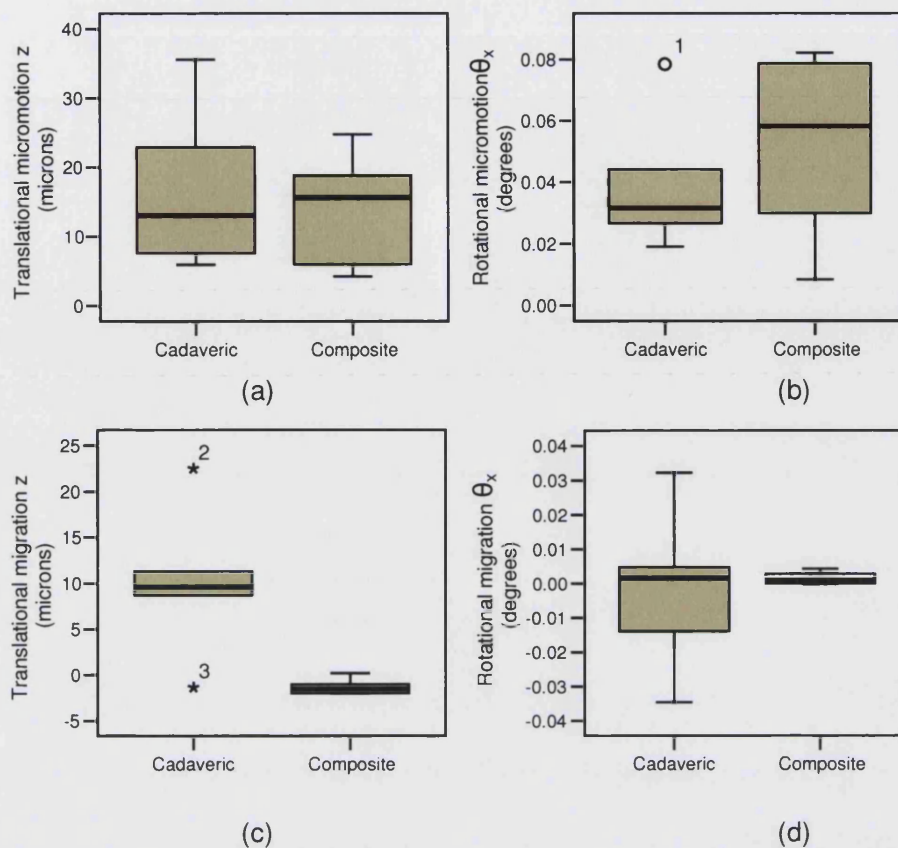 Translational micromotion z
(microns)
40
30
20
10
0
Cadaveric
Composite
(a)
Rotational micromotion θx
(degrees)
0.08
0.06
0.04
0.02
0.00
1
Cadaveric
Composite
(b)
Translational migration z
(microns)
25
20
15
10
5
0
-5
2
3
Cadaveric
Composite
(c)
Rotational migration θx
(degrees)
0.04
0.03
0.02
0.01
0.00
-0.01
-0.02
-0.03
-0.04
Cadaveric
Composite
(d)